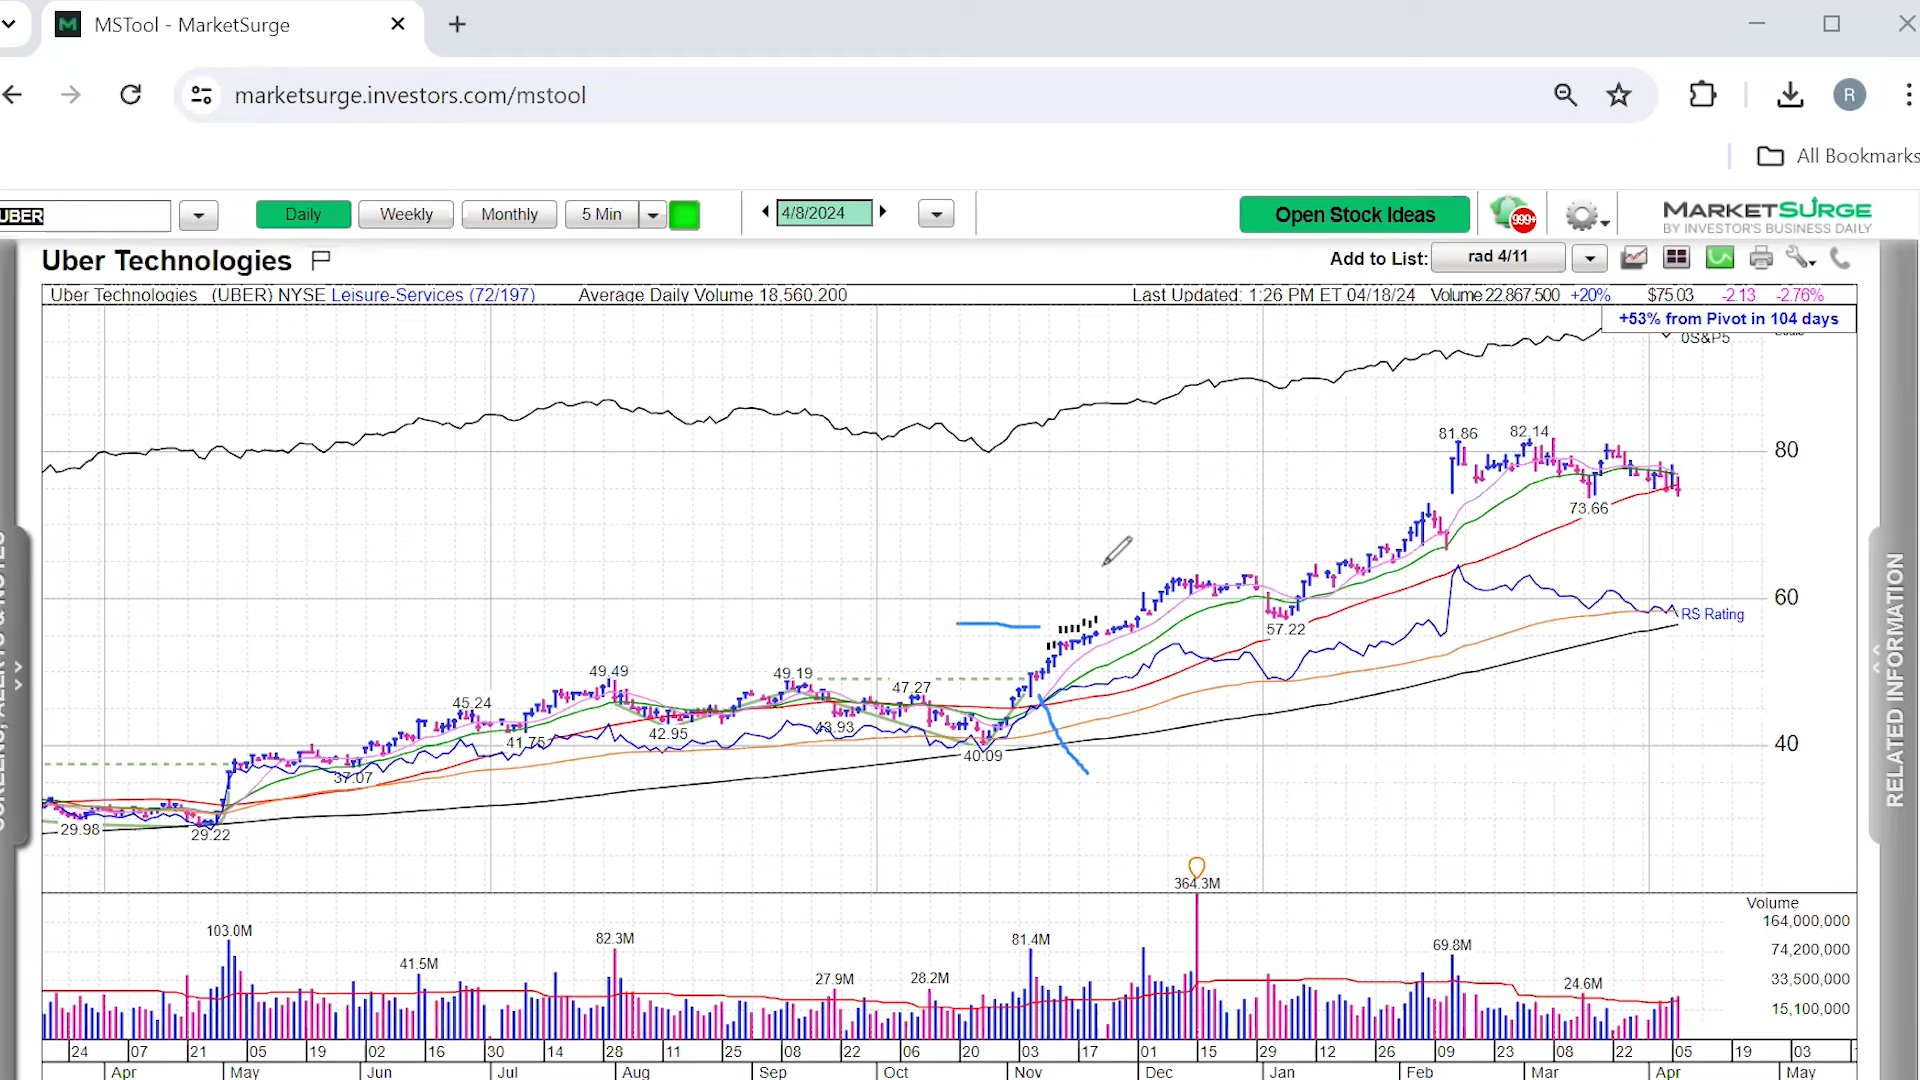 MSTool - MarketSurge
marketsurge.investors.com/mstool
R
All Bookmarks
UBER
Daily
Weekly
Monthly
5 Min
4/8/2024
Open Stock Ideas
999+
MARKETSURGE
BY INVESTOR'S BUSINESS DAILY
Uber Technologies
Add to List:
rad 4/11
Uber Technologies (UBER) NYSE Leisure-Services (72/197) Average Daily Volume 18,560,200 Last Updated: 1:26 PM ET 04/18/24 Volume 22,867,500 +20% $75.03 -2.13 -2.76%
+53% from Pivot in 104 days
0S&P5
81.86 82.14
80
73.66
60
RS Rating
57.22
49.49 49.19 47.27
45.24
41.75 42.95 43.93
40
40.09
37.07
29.98 29.22
RELATED INFORMATION
364.3M
Volume
164,000,000
74,200,000
33,500,000
15,100,000
103.0M 41.5M 82.3M 27.9M 28.2M 81.4M 69.8M 24.6M
24 07 21 05 19 02 16 30 14 28 11 25 08 22 06 20 03 17 01 15 29 12 26 09 23 08 22 05 19 03
Apr May Jun Jul Aug Sep Oct Nov Dec Jan Feb Mar Apr May